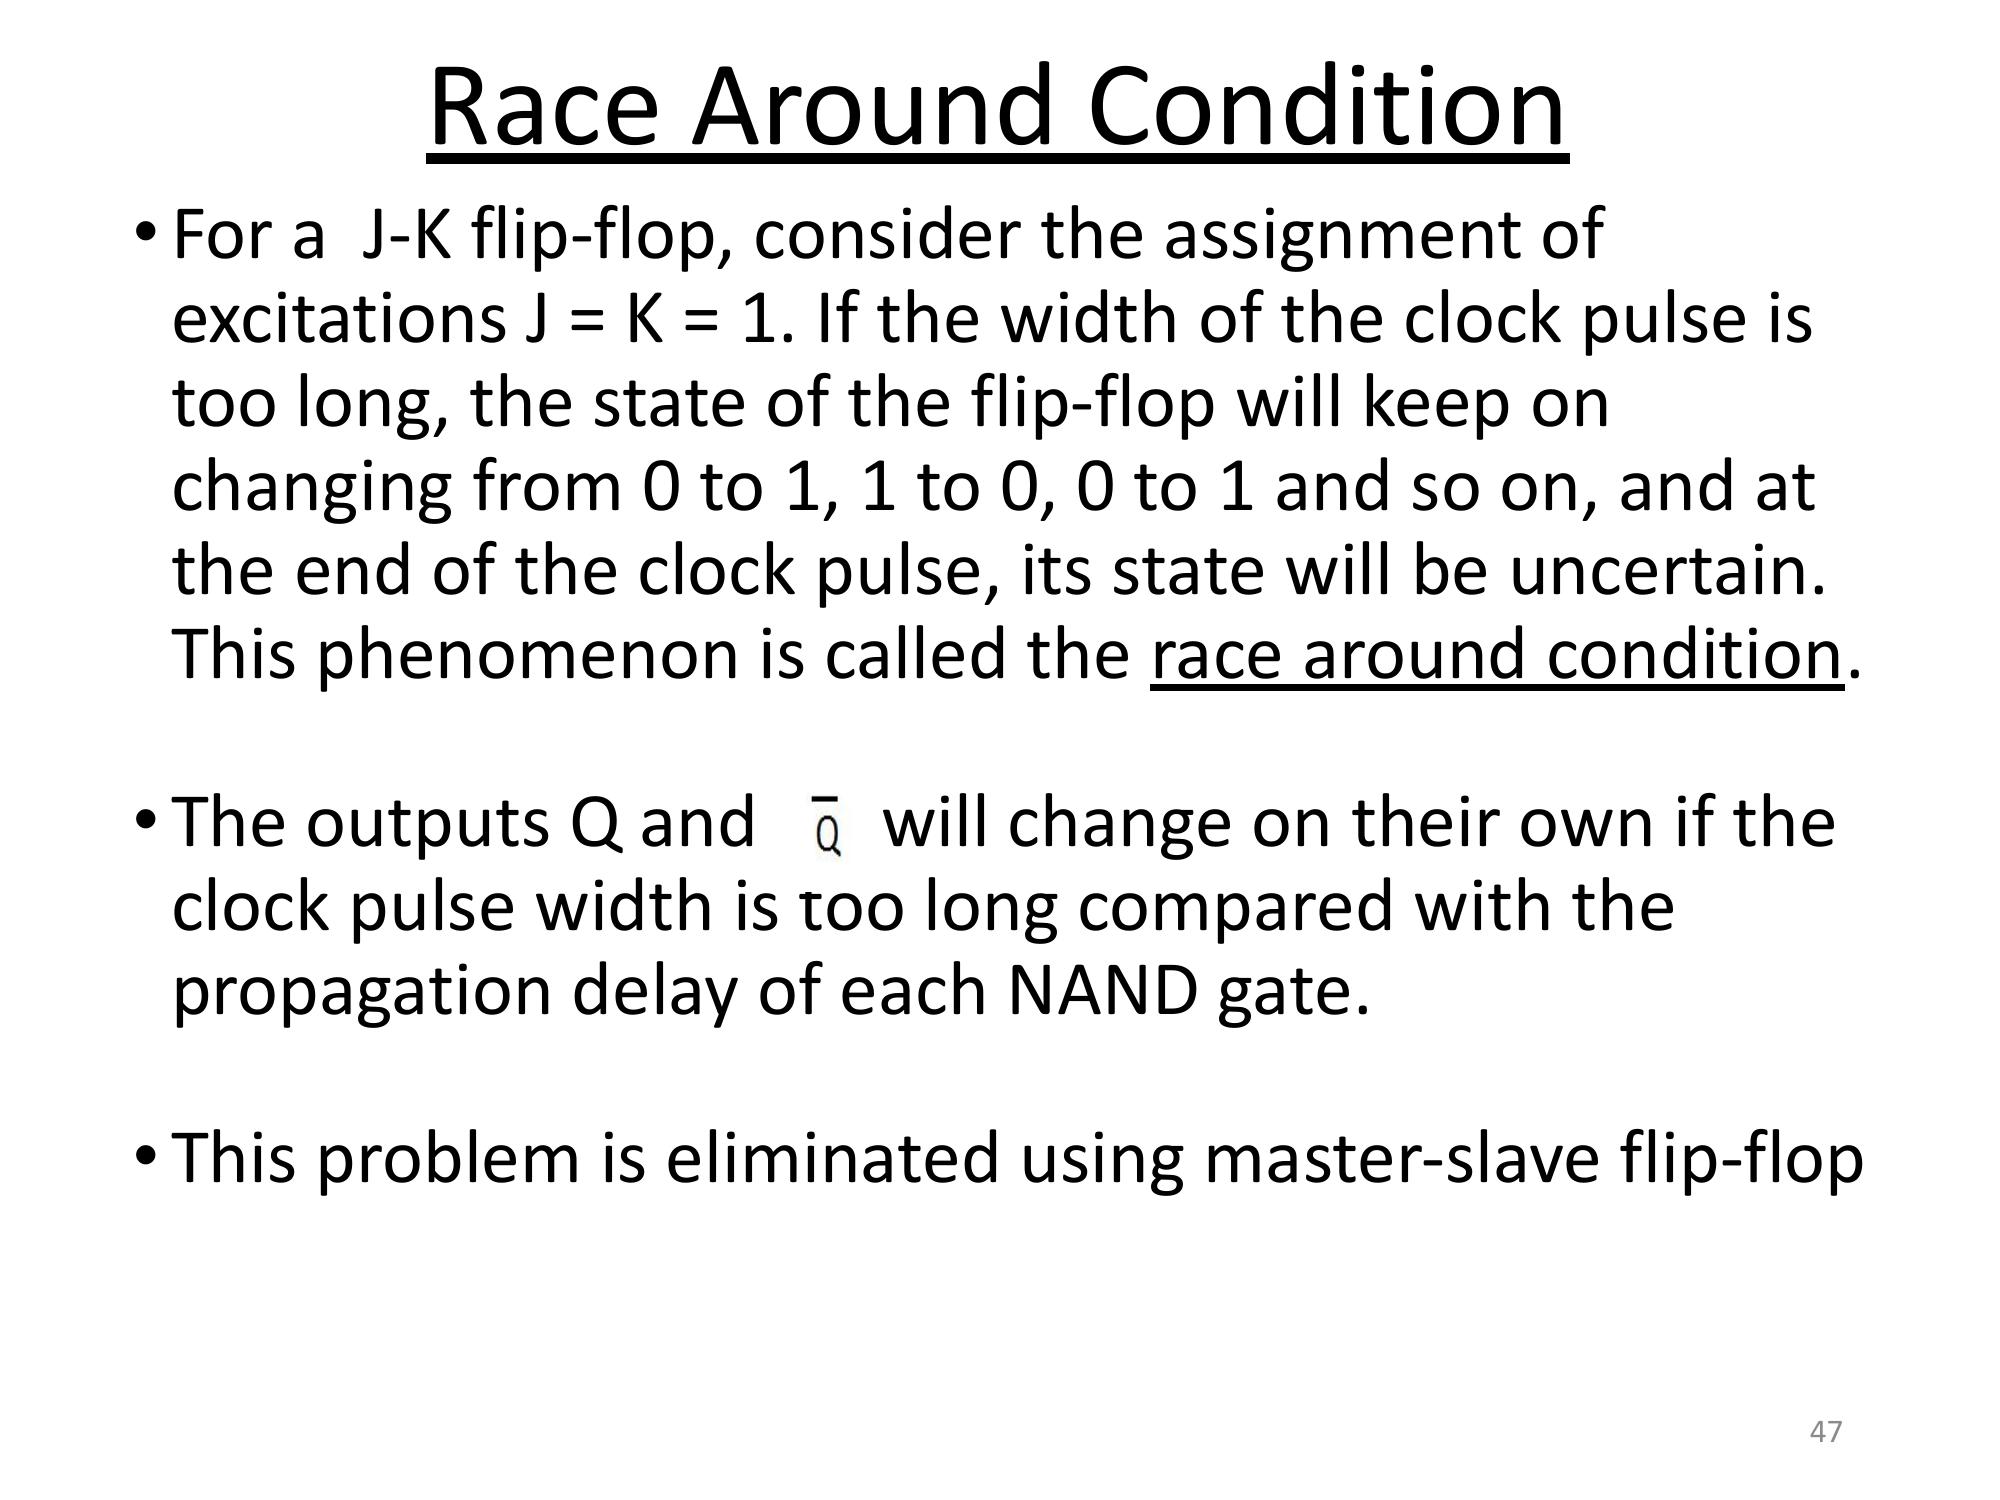 Race Around Condition
• For a  J-K flip-flop, consider the assignment of
excitations J = K = 1. If the width of the clock pulse is
too long, the state of the flip-flop will keep on
changing from 0 to 1, 1 to 0, 0 to 1 and so on, and at
the end of the clock pulse, its state will be uncertain.
This phenomenon is called the race around condition.
• The outputs Q and Q̅ will change on their own if the
clock pulse width is too long compared with the
propagation delay of each NAND gate.
• This problem is eliminated using master-slave flip-flop
47